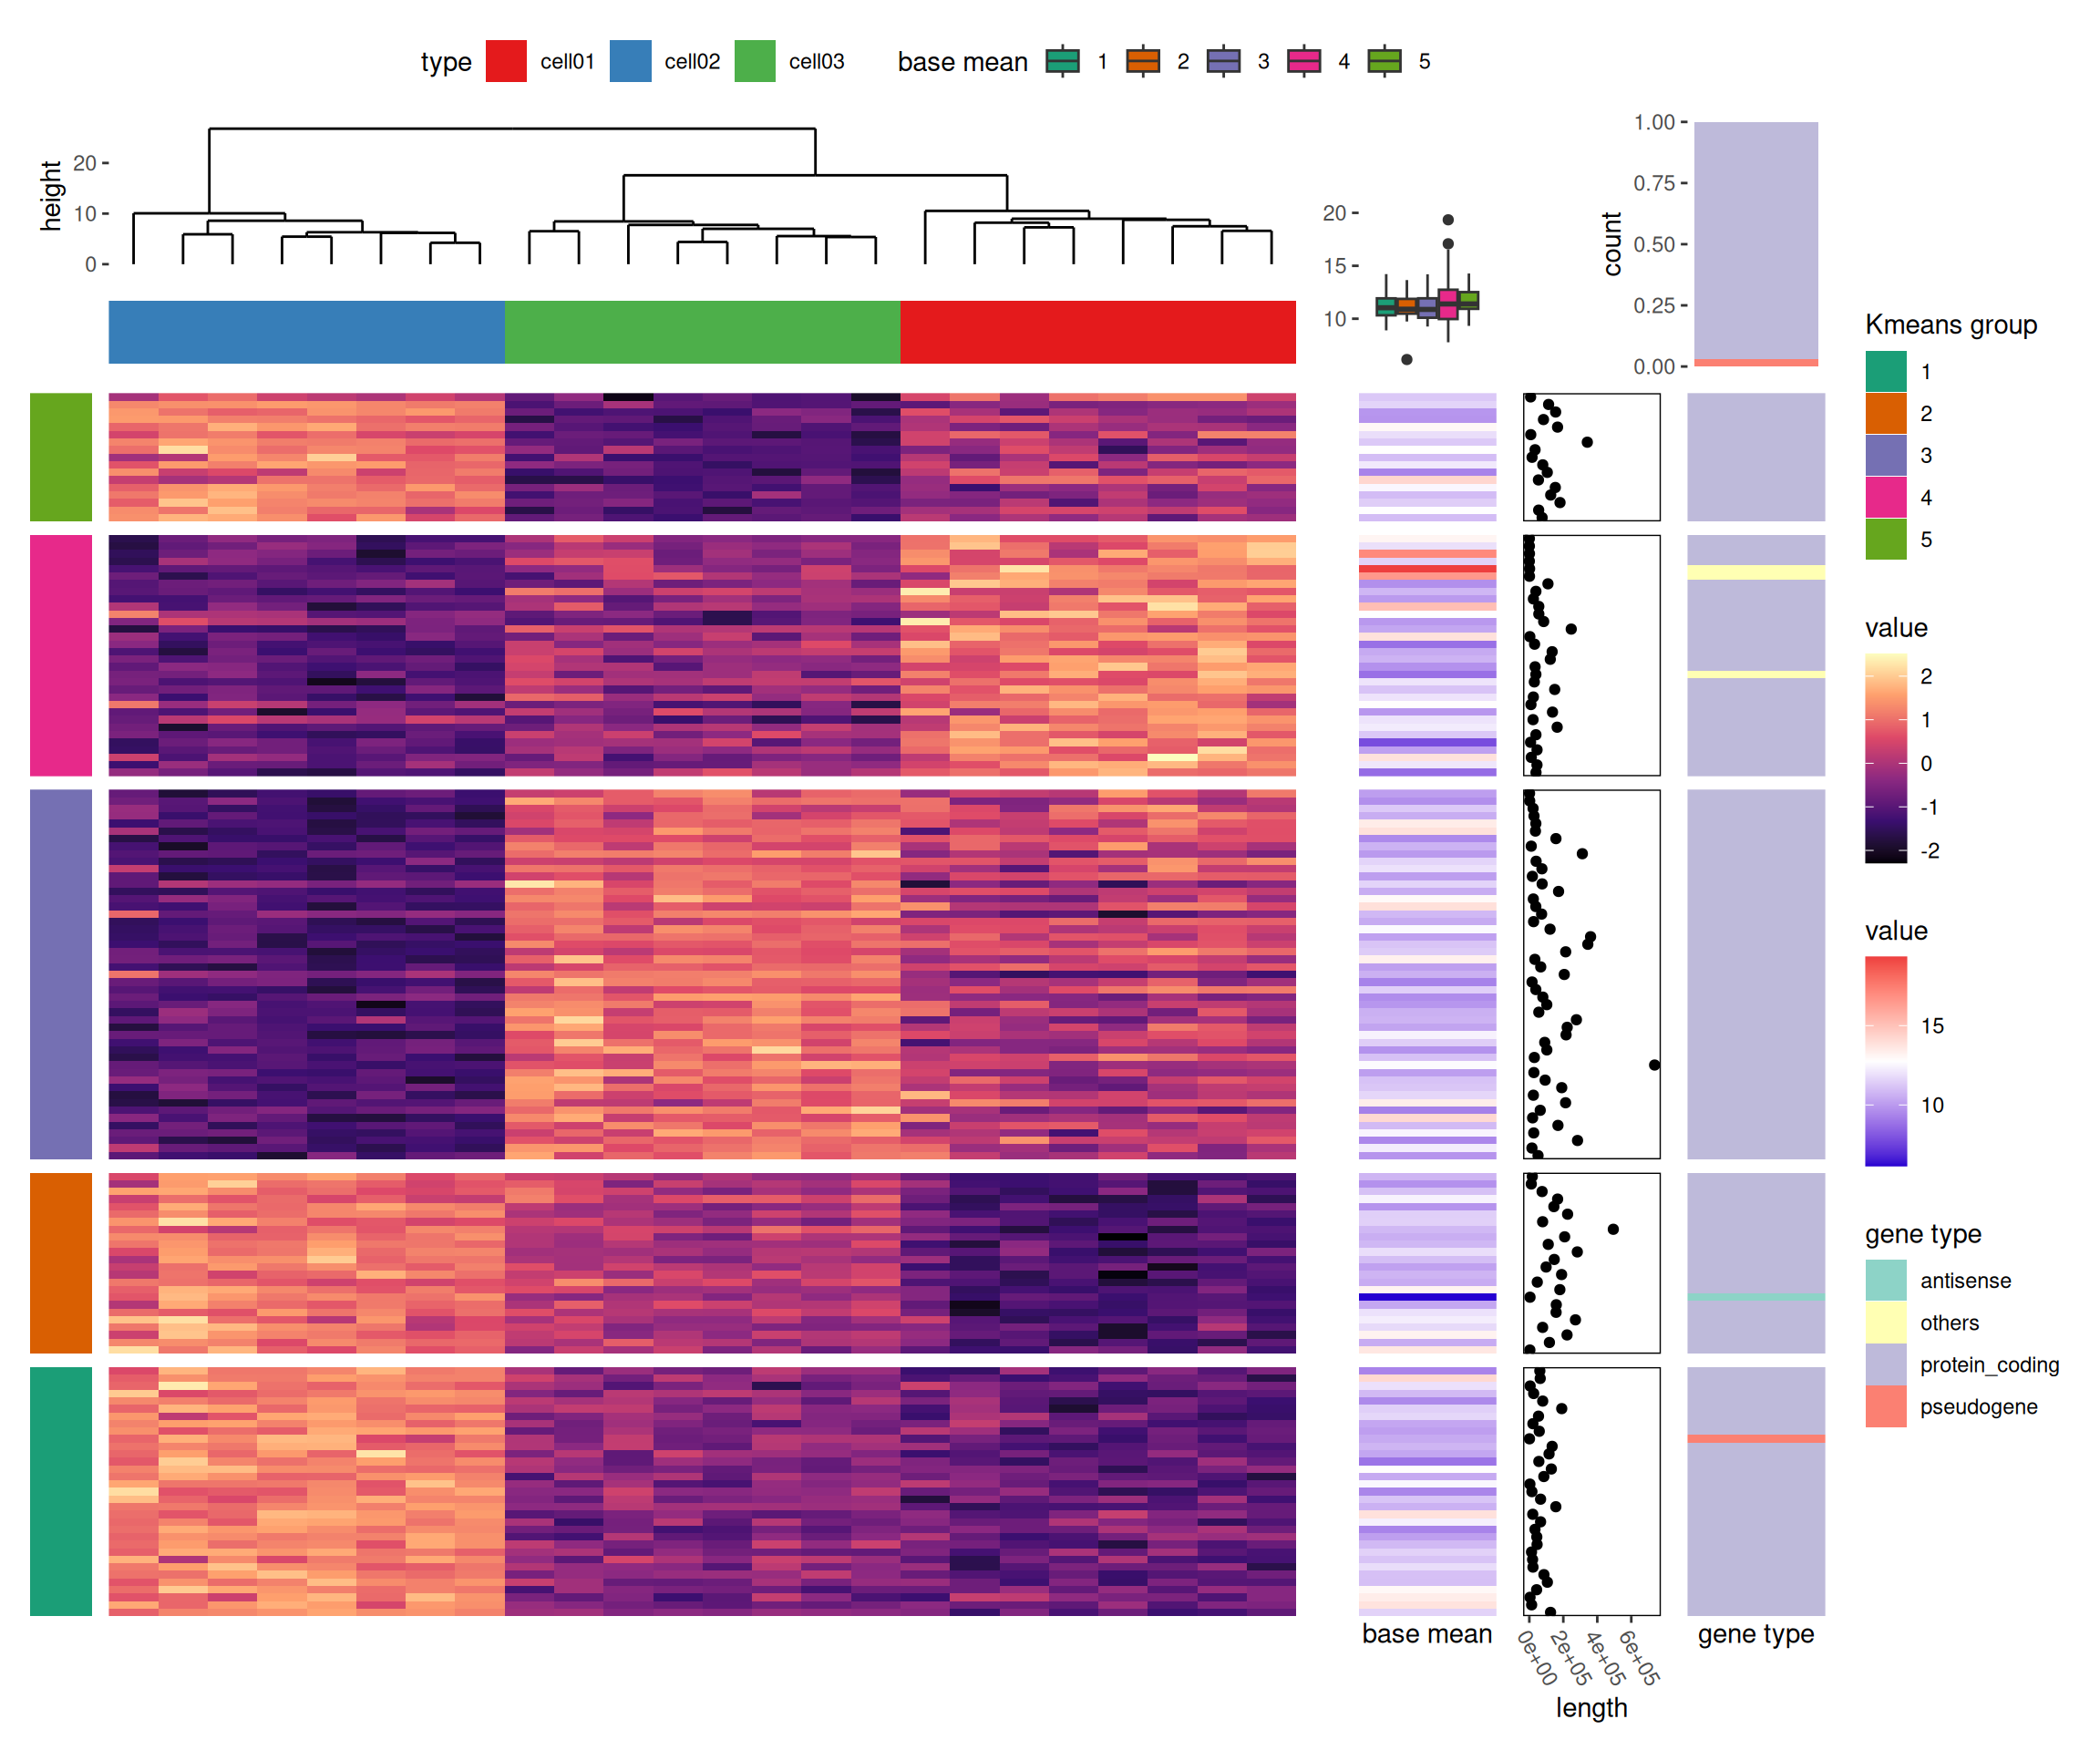 type cell01 cell02 cell03 base mean 1 2 3 4 5
height
20
10
0
20
15
10
count
1.00
0.75
0.50
0.25
0.00
Kmeans group
1
2
3
4
5
value
2
1
0
-1
-2
value
15
10
gene type
antisense
others
protein_coding
pseudogene
base mean
0e+00 2e+05 4e+05 6e+05
length
gene type